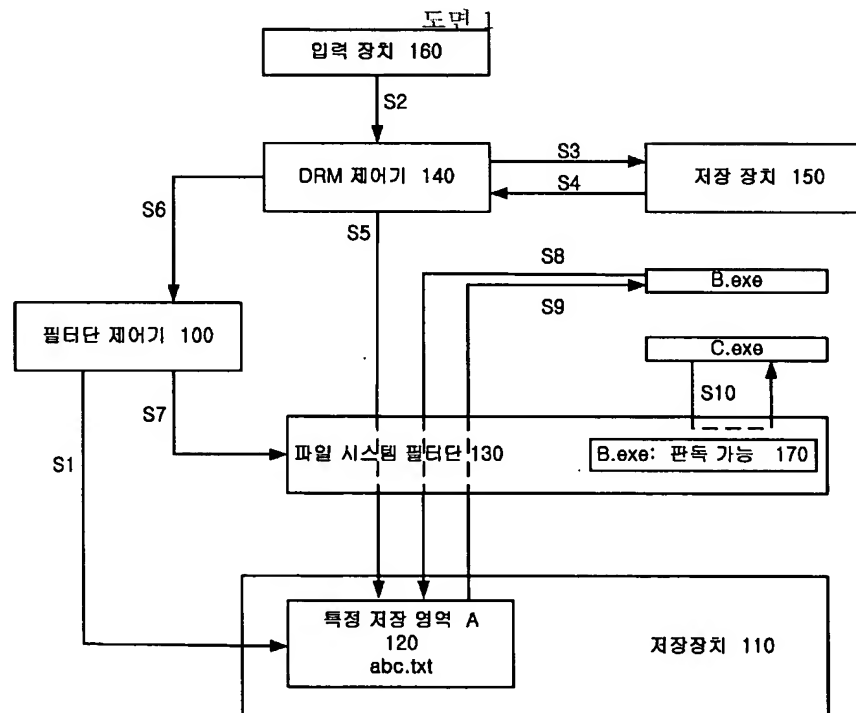 도면 1
입력 장치 160
S2
DRM 제어기 140
S3
S4
저장 장치 150
S6
S5
S8
B.exe
S9
필터단 제어기 100
C.exe
S10
S7
S1
파일 시스템 필터단 130
B.exe: 판독 가능 170
특정 저장 영역 A
120
abc.txt
저장장치 110